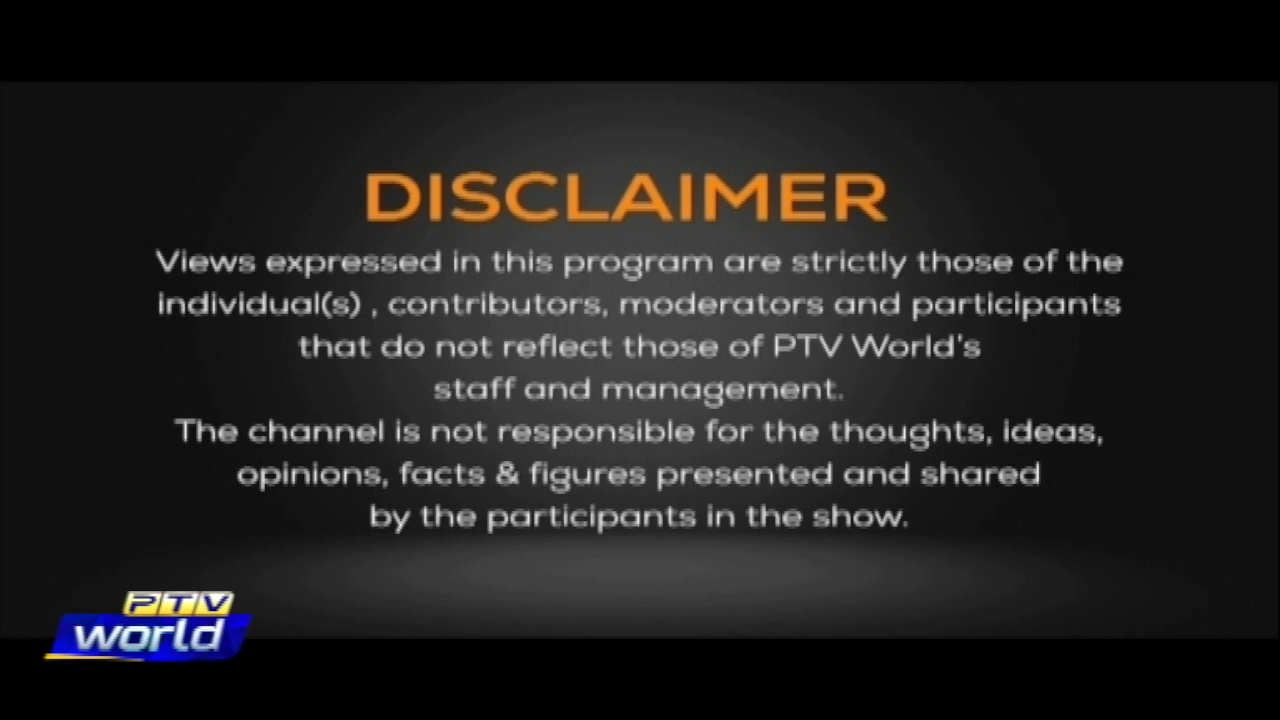 DISCLAIMER
Views expressed in this program are strictly those of the
individual(s) , contributors, moderators and participants
that do not reflect those of PTV World's
staff and management.
The channel is not responsible for the thoughts, ideas,
opinions, facts & figures presented and shared
by the participants in the show.
PTV
world